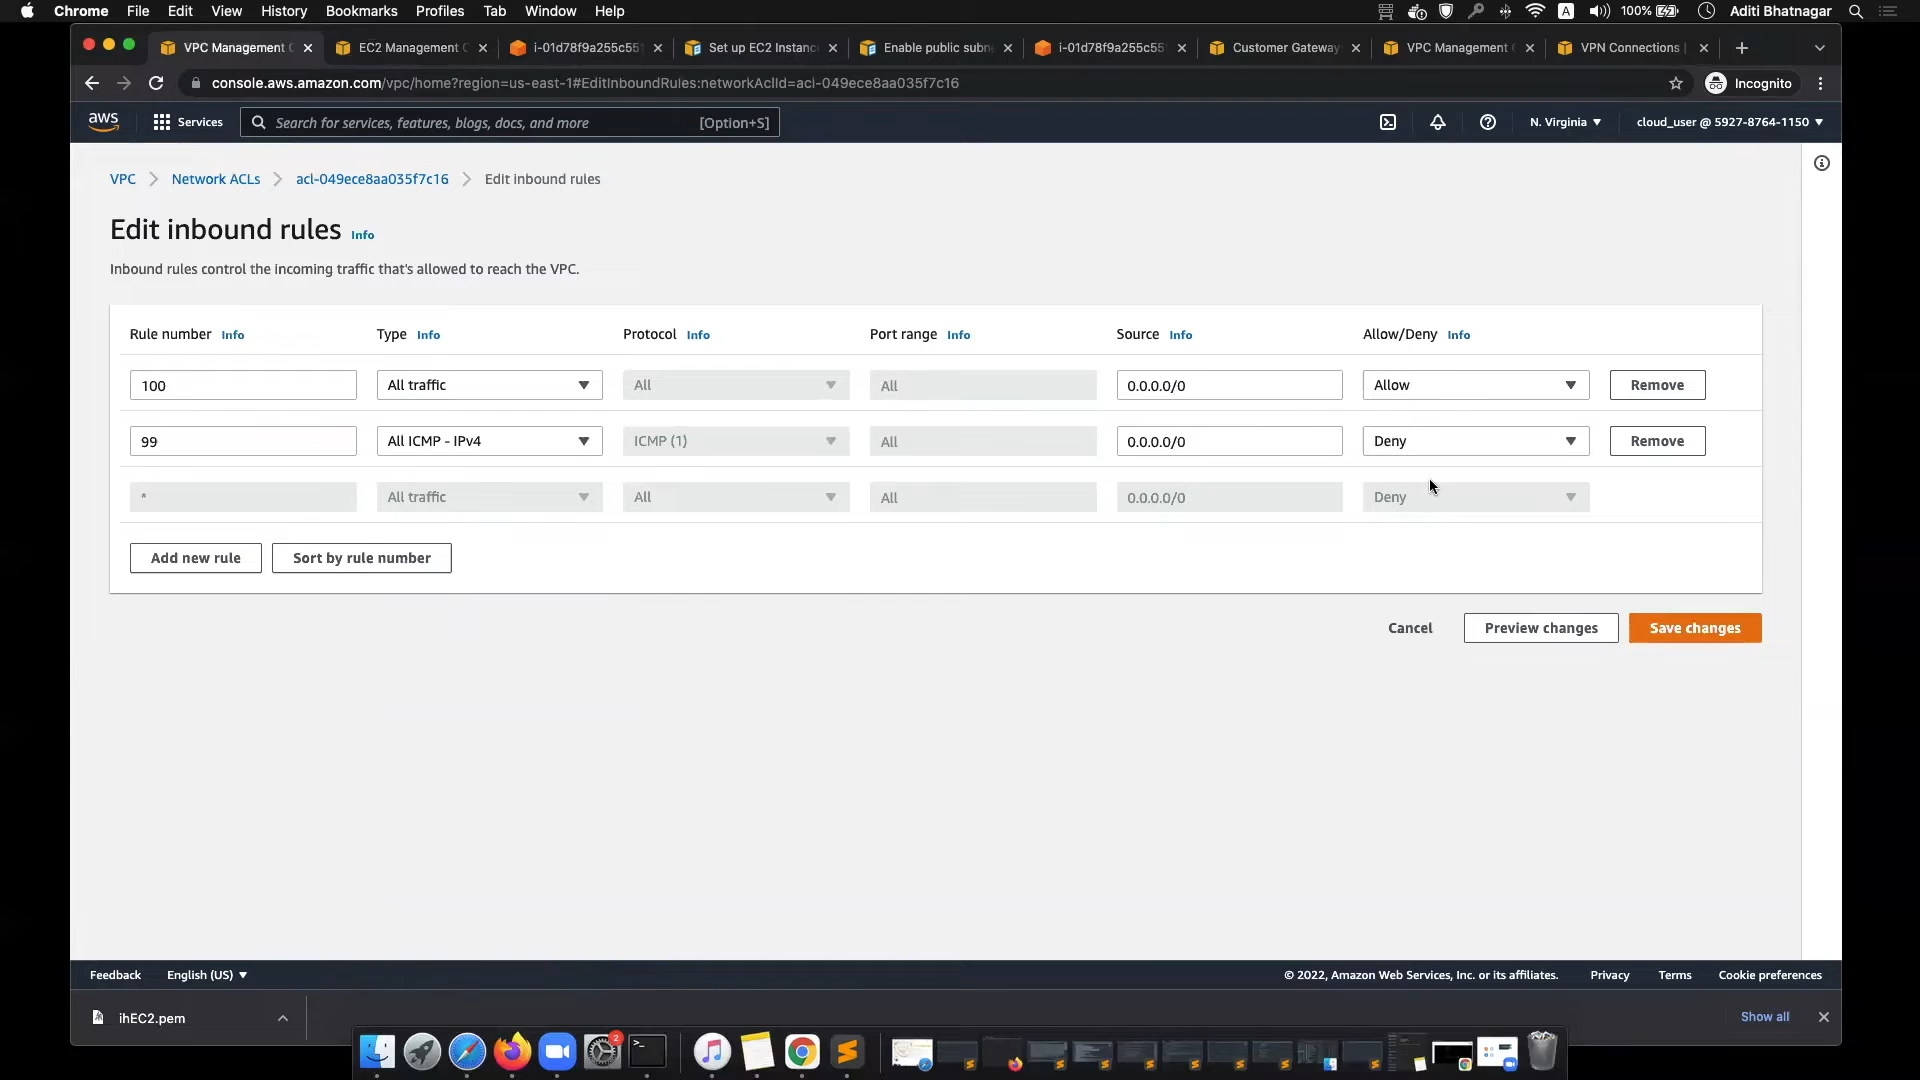 Chrome File Edit View History Bookmarks Profiles Tab Window Help A 100% Aditi Bhatnagar
VPC Management C EC2 Management C i-01d78f9a255c55 Set up EC2 Instanc Enable public subn i-01d78f9a255c55 Customer Gateway VPC Management C VPN Connections |
console.aws.amazon.com/vpc/home?region=us-east-1#EditInboundRules:networkAclId=acl-049ece8aa035f7c16 Incognito
aws Services Search for services, features, blogs, docs, and more [Option+S] N. Virginia cloud_user @ 5927-8764-1150
VPC Network ACLs acl-049ece8aa035f7c16 Edit inbound rules
Edit inbound rules Info
Inbound rules control the incoming traffic that's allowed to reach the VPC.
Rule number Info Type Info Protocol Info Port range Info Source Info Allow/Deny Info
100 All traffic All All 0.0.0.0/0 Allow Remove
99 All ICMP - IPv4 ICMP (1) All 0.0.0.0/0 Deny Remove
* All traffic All All 0.0.0.0/0 Deny
Add new rule Sort by rule number
Cancel Preview changes Save changes
Feedback English (US) © 2022, Amazon Web Services, Inc. or its affiliates. Privacy Terms Cookie preferences
ihEC2.pem Show all
2